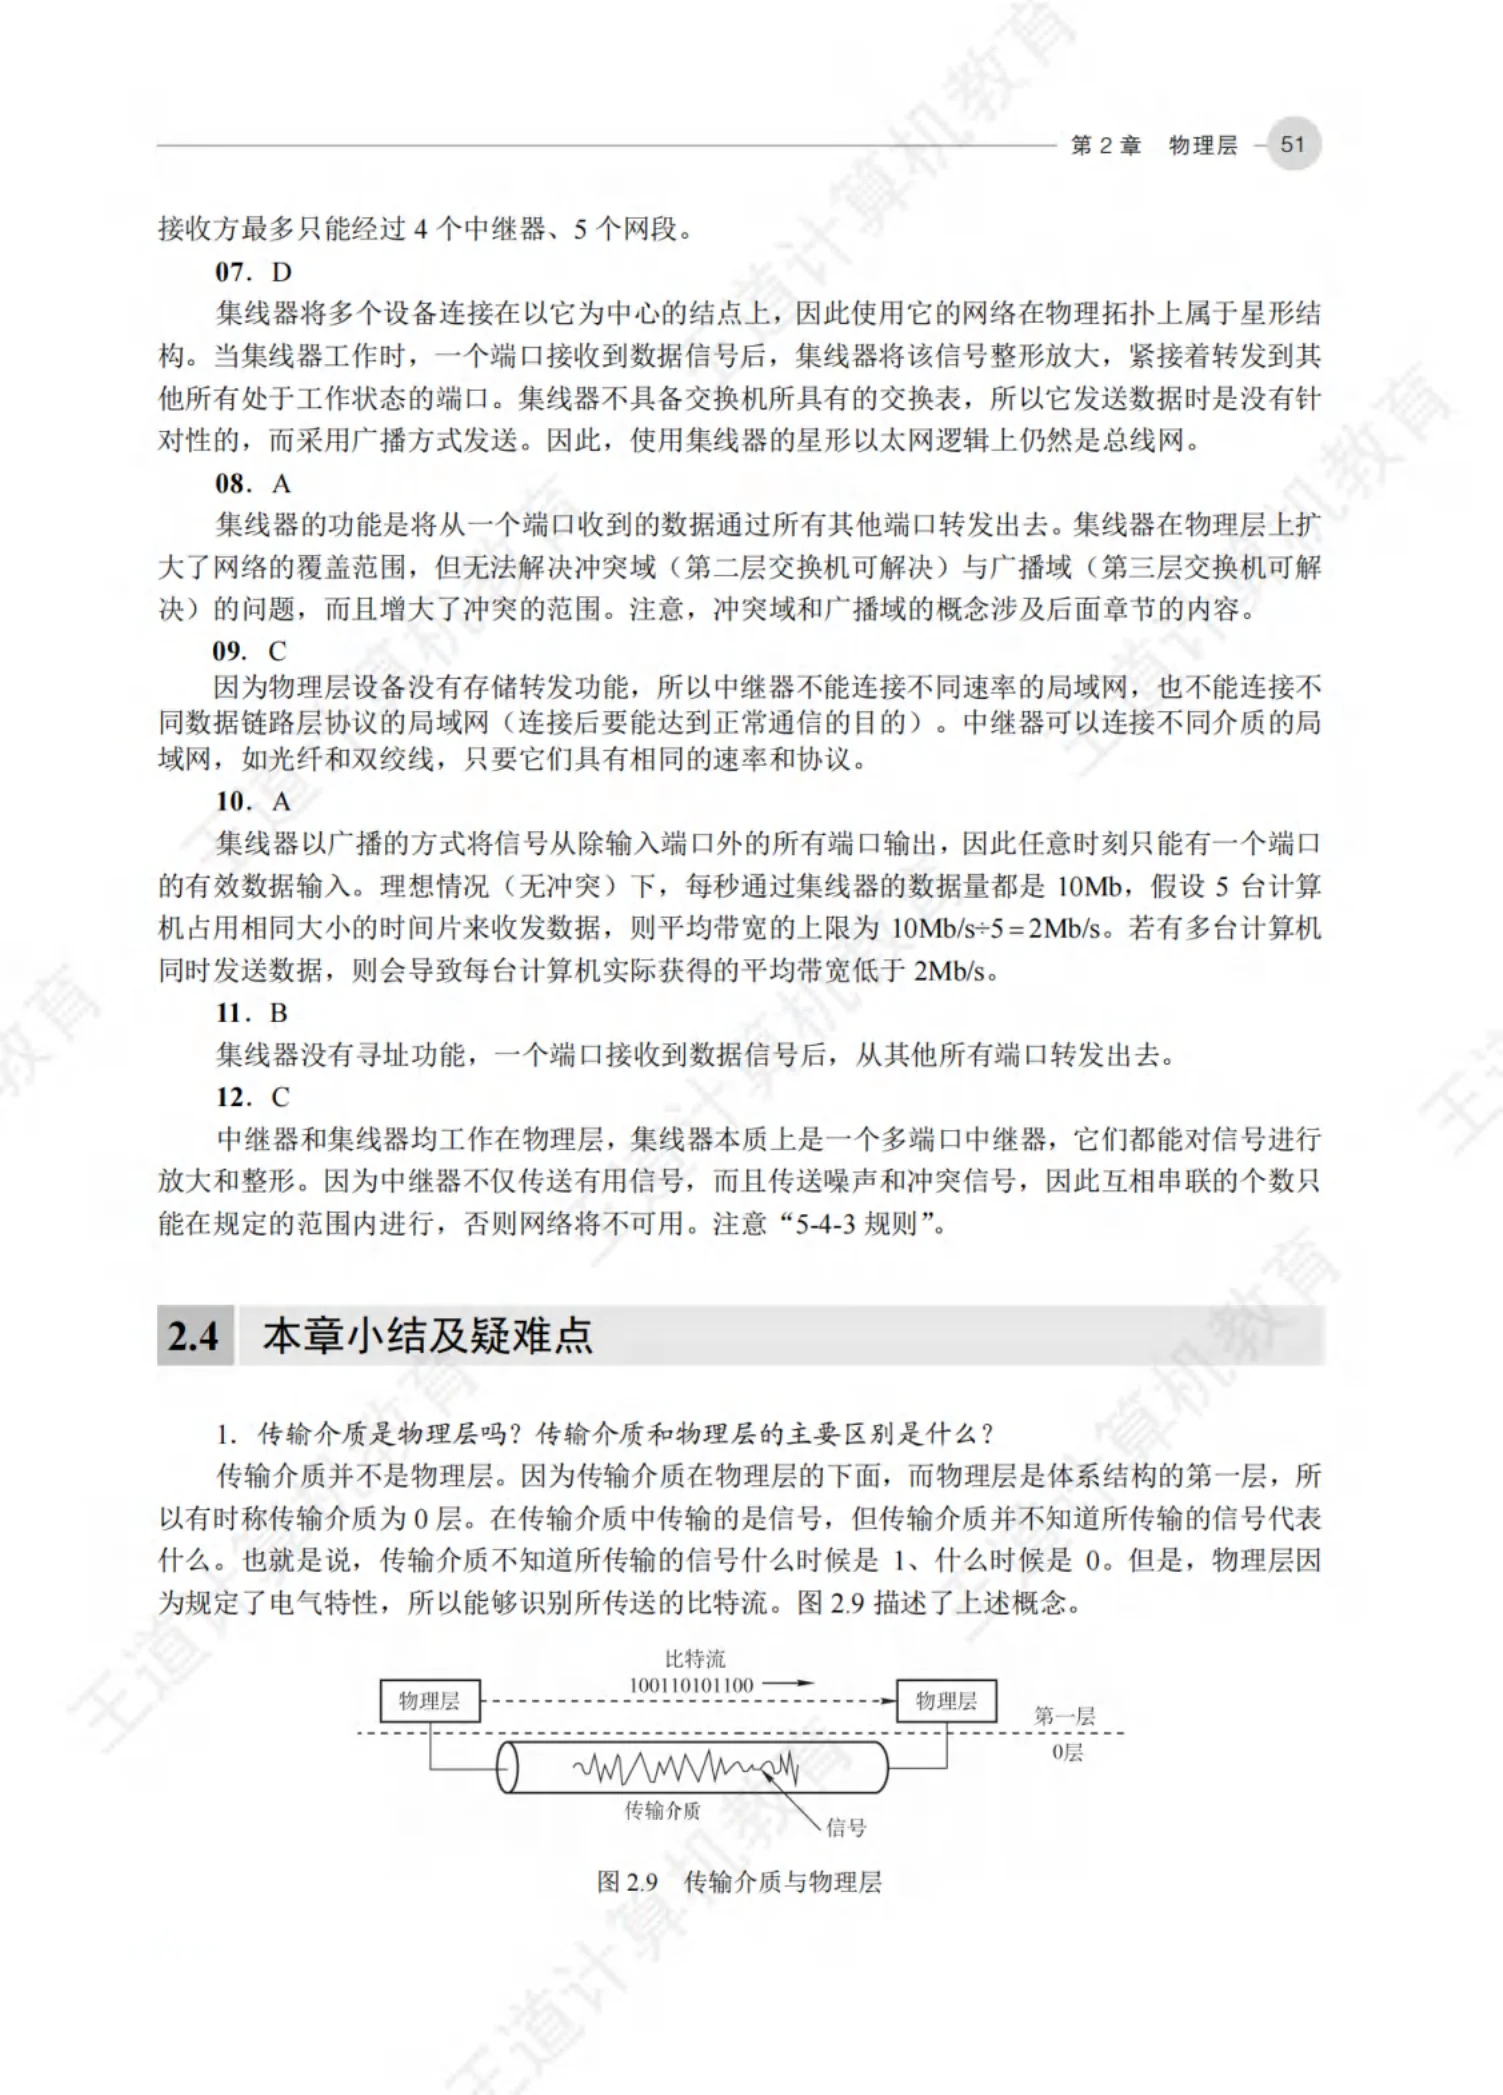 第 2 章 物理层 51
接收方最多只能经过 4 个中继器、5 个网段。
07. D
集线器将多个设备连接在以它为中心的结点上，因此使用它的网络在物理拓扑上属于星形结
构。当集线器工作时，一个端口接收到数据信号后，集线器将该信号整形放大，紧接着转发到其
他所有处于工作状态的端口。集线器不具备交换机所具有的交换表，所以它发送数据时是没有针
对性的，而采用广播方式发送。因此，使用集线器的星形以太网逻辑上仍然是总线网。
08. A
集线器的功能是将从一个端口收到的数据通过所有其他端口转发出去。集线器在物理层上扩
大了网络的覆盖范围，但无法解决冲突域（第二层交换机可解决）与广播域（第三层交换机可解
决）的问题，而且增大了冲突的范围。注意，冲突域和广播域的概念涉及后面章节的内容。
09. C
因为物理层设备没有存储转发功能，所以中继器不能连接不同速率的局域网，也不能连接不
同数据链路层协议的局域网（连接后要能达到正常通信的目的）。中继器可以连接不同介质的局
域网，如光纤和双绞线，只要它们具有相同的速率和协议。
10. A
集线器以广播的方式将信号从除输入端口外的所有端口输出，因此任意时刻只能有一个端口
的有效数据输入。理想情况（无冲突）下，每秒通过集线器的数据量都是 10Mb，假设 5 台计算
机占用相同大小的时间片来收发数据，则平均带宽的上限为 10Mb/s÷5 = 2Mb/s。若有多台计算机
同时发送数据，则会导致每台计算机实际获得的平均带宽低于 2Mb/s。
11. B
集线器没有寻址功能，一个端口接收到数据信号后，从其他所有端口转发出去。
12. C
中继器和集线器均工作在物理层，集线器本质上是一个多端口中继器，它们都能对信号进行
放大和整形。因为中继器不仅传送有用信号，而且传送噪声和冲突信号，因此互相串联的个数只
能在规定的范围内进行，否则网络将不可用。注意“5-4-3 规则”。
2.4 本章小结及疑难点
1. 传输介质是物理层吗？传输介质和物理层的主要区别是什么？
传输介质并不是物理层。因为传输介质在物理层的下面，而物理层是体系结构的第一层，所
以有时称传输介质为 0 层。在传输介质中传输的是信号，但传输介质并不知道所传输的信号代表
什么。也就是说，传输介质不知道所传输的信号什么时候是 1、什么时候是 0。但是，物理层因
为规定了电气特性，所以能够识别所传送的比特流。图 2.9 描述了上述概念。
比特流
100110101100
物理层 物理层
第一层
0层
传输介质
信号
图 2.9 传输介质与物理层
王道计算机教育